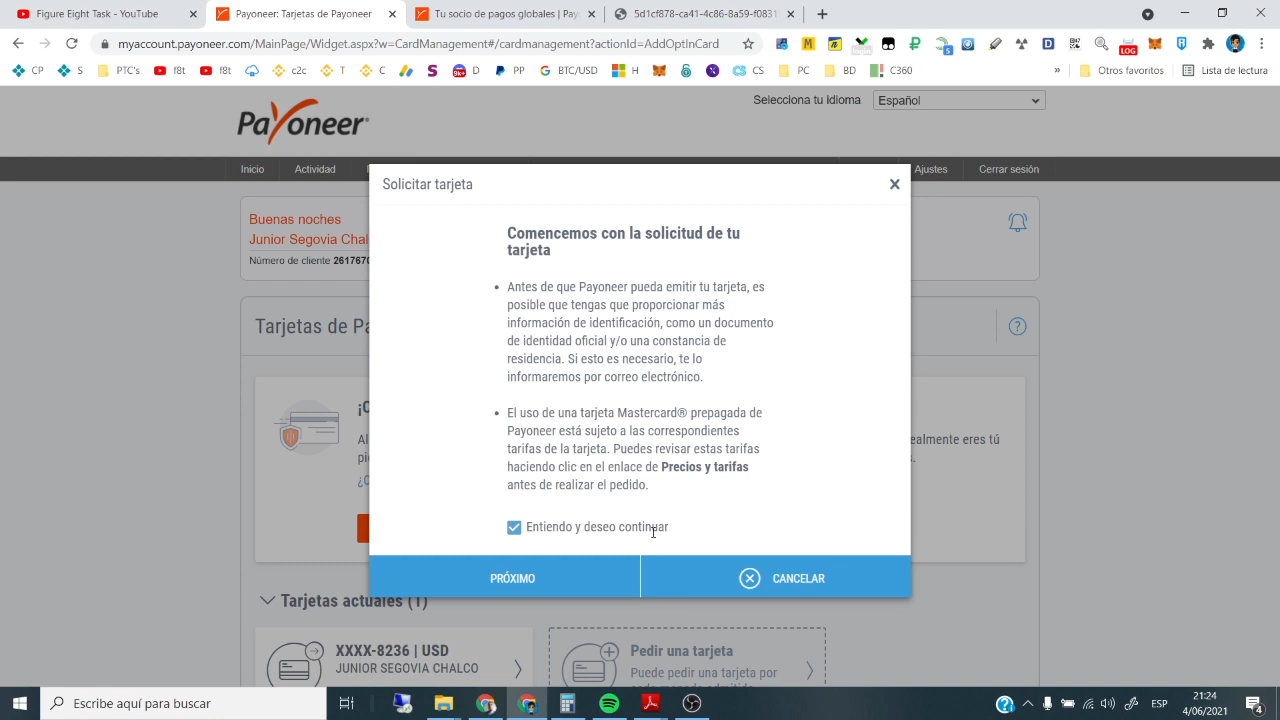 Figure Eight Task - YouTube
Payoneer: Tarjetas de Payoneer
Tu socio de pagos globales | Pay
5d1cf878-ca41-4c86-8a59-f0831
myaccount.payoneer.com/MainPage/Widget.aspx?w=CardManagement#/cardmanagement?actionId=AddOptInCard
LOG
CP
S
PTC's
f8d
f8t
c2c
T
C
S
9k+ D
PP
BTC/USD
H
CS
PC
BD
C360
»
Otros favoritos
Lista de lectura
Payoneer
Selecciona tu Idioma
Español
Inicio
Actividad
Ajustes
Cerrar sesión
Buenas noches
Junior Segovia Chal
Número de cliente 2617670
Tarjetas de Pa
Solicitar tarjeta
Comencemos con la solicitud de tu
tarjeta
• Antes de que Payoneer pueda emitir tu tarjeta, es
posible que tengas que proporcionar más
información de identificación, como un documento
de identidad oficial y/o una constancia de
residencia. Si esto es necesario, te lo
informaremos por correo electrónico.
• El uso de una tarjeta Mastercard® prepagada de
Payoneer está sujeto a las correspondientes
tarifas de la tarjeta. Puedes revisar estas tarifas
haciendo clic en el enlace de Precios y tarifas
antes de realizar el pedido.
Entiendo y deseo continuar
PRÓXIMO
CANCELAR
ealmente eres tú
Tarjetas actuales (1)
XXXX-8236 | USD
JUNIOR SEGOVIA CHALCO
Pedir una tarjeta
Puede pedir una tarjeta por
Escribe aquí para buscar
ESP
21:24
4/06/2021
4